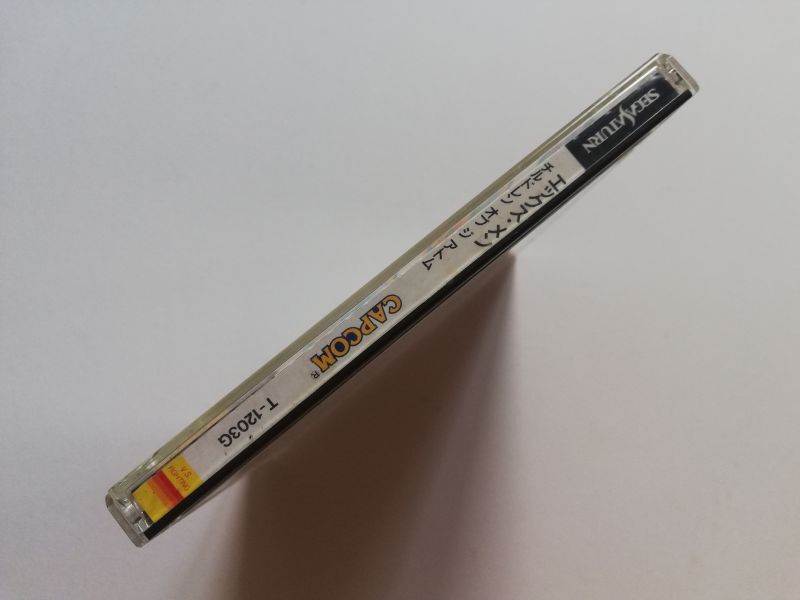 SEGA SATURN
エックス・メン
チルドレン オブ ジ アトム
CAPCOM
R
T-1203G
V.S.
FIGHTING